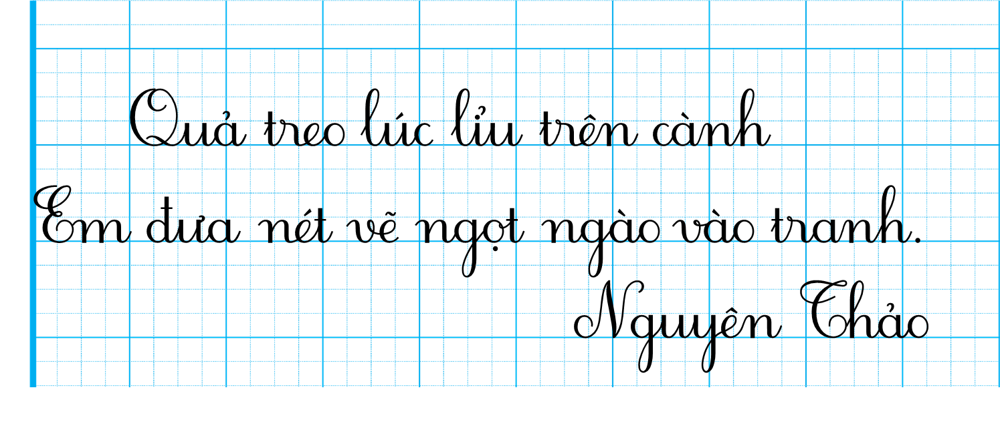 Quả treo lúc lỉu trên cành
Em đưa nét vẽ ngọt ngào vào tranh.
Nguyên Thảo